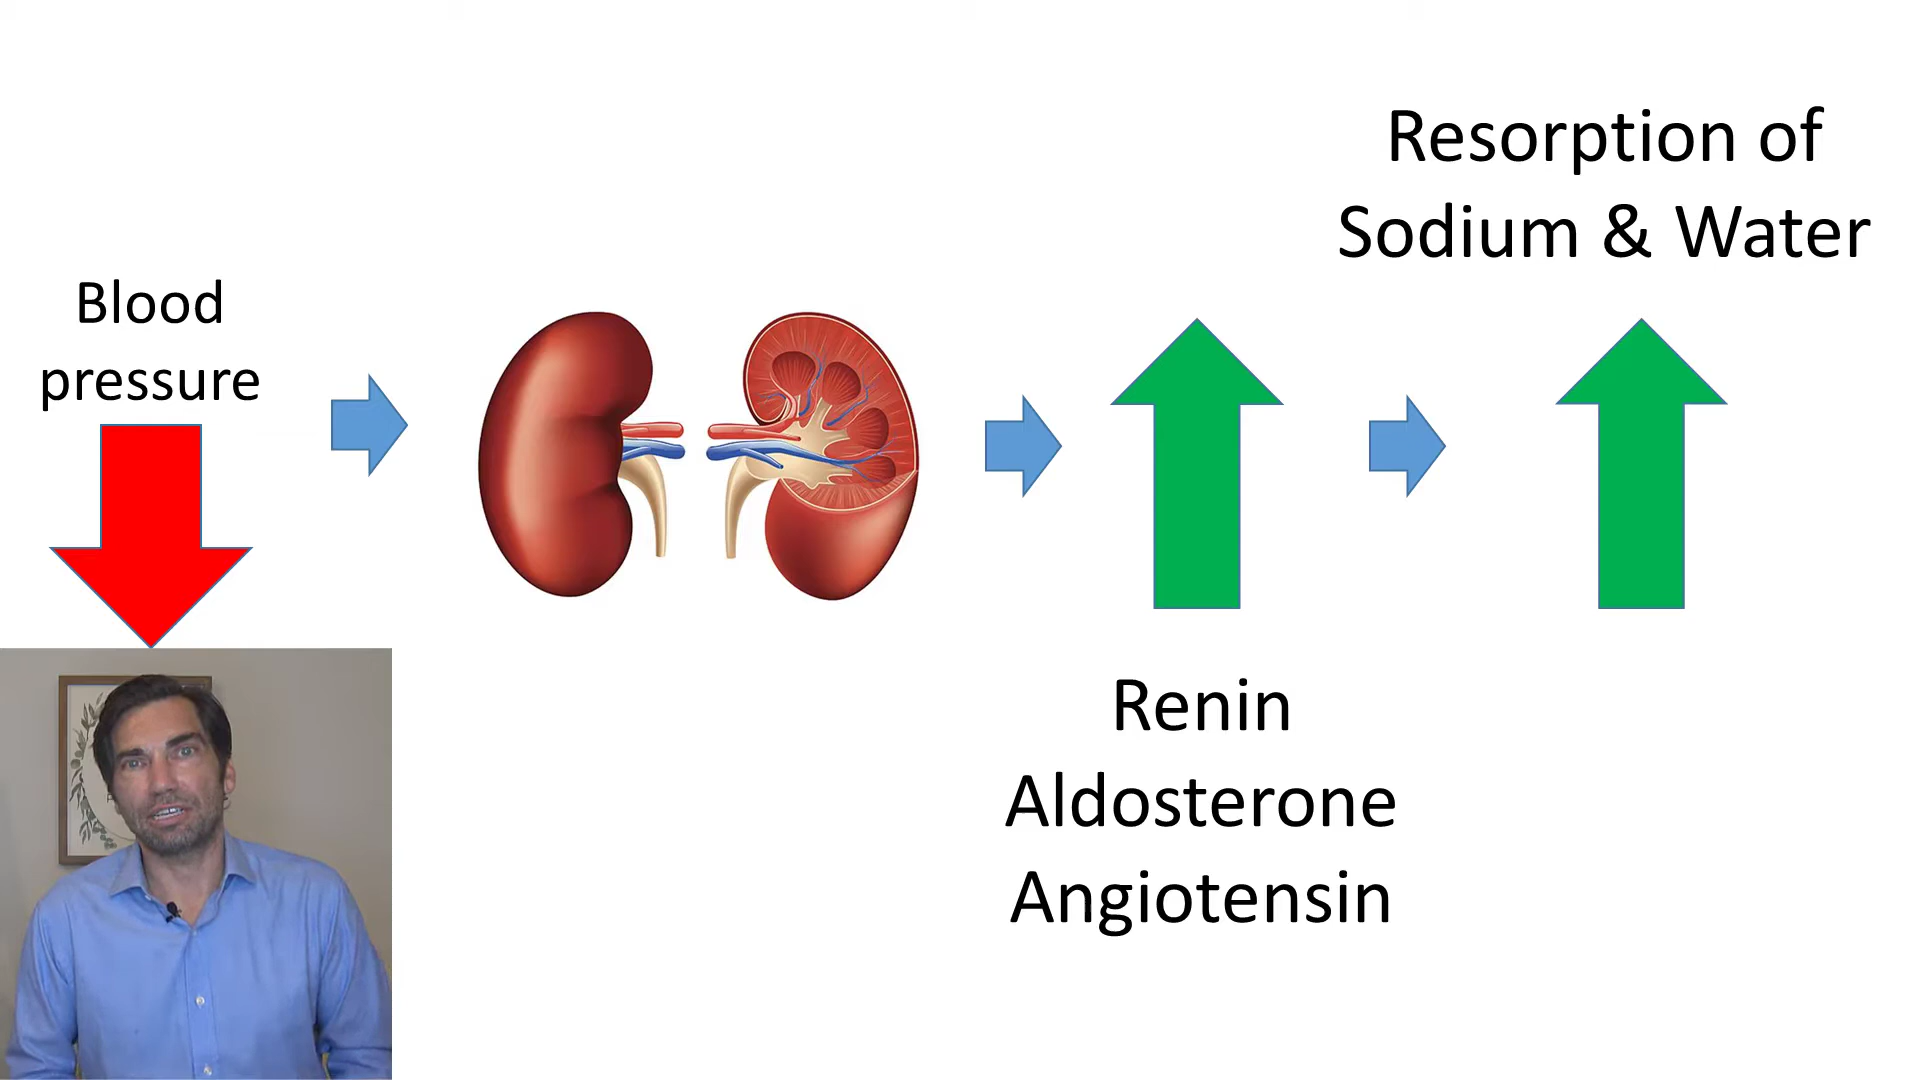 Blood
pressure
Renin
Aldosterone
Angiotensin
Resorption of
Sodium & Water